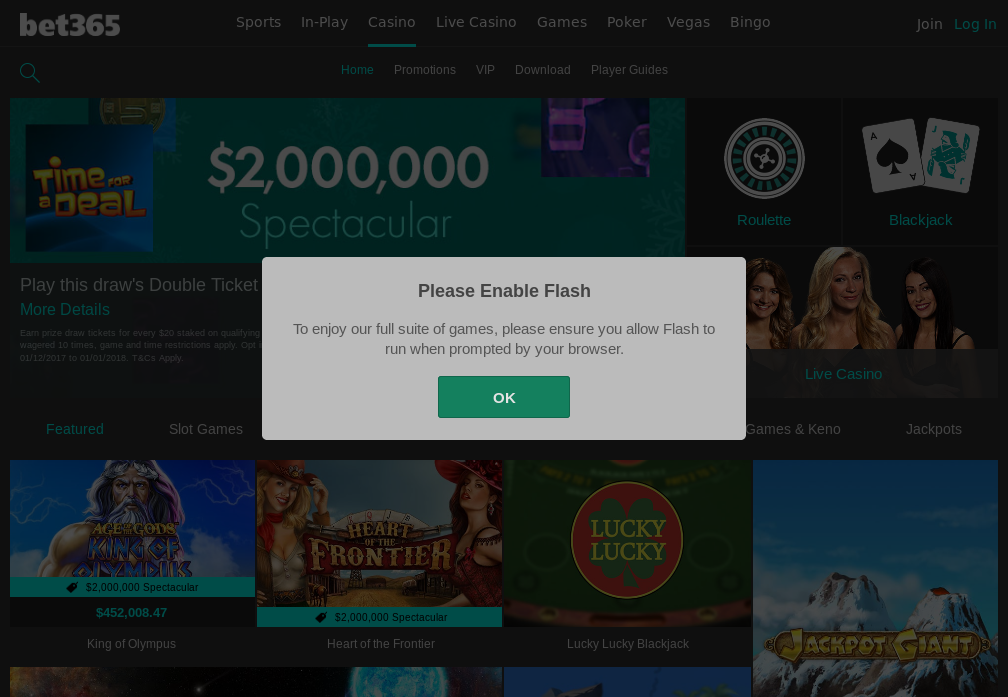 bet365
Sports In-Play Casino Live Casino Games Poker Vegas Bingo
Join Log In
Home Promotions VIP Download Player Guides
TIME FOR A DEAL
$2,000,000
Spectacular
Roulette
Blackjack
Play this draw's Double Ticket
More Details
Earn prize draw tickets for every $20 staked on qualifying
wagered 10 times, game and time restrictions apply. Opt
01/12/2017 to 01/01/2018. T&Cs Apply.
Live Casino
Please Enable Flash
To enjoy our full suite of games, please ensure you allow Flash to
run when prompted by your browser.
OK
Featured Slot Games Games & Keno Jackpots
AGE OF THE GODS
KING OF
OLYMPUS
$2,000,000 Spectacular
$452,008.47
King of Olympus
HEART
OF THE
FRONTIER
$2,000,000 Spectacular
Heart of the Frontier
LUCKY
LUCKY
Lucky Lucky Blackjack
JACKPOT GIANT